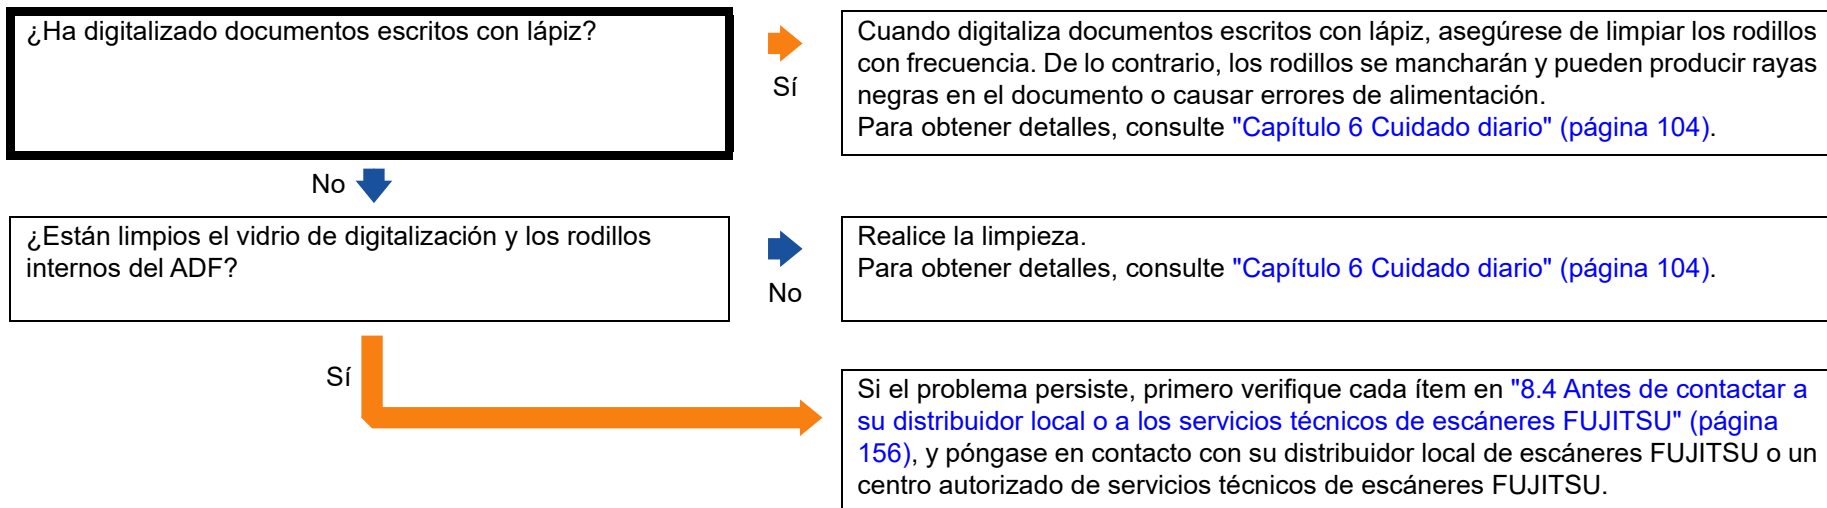 ¿Ha digitalizado documentos escritos con lápiz?
Sí
Cuando digitaliza documentos escritos con lápiz, asegúrese de limpiar los rodillos
con frecuencia. De lo contrario, los rodillos se mancharán y pueden producir rayas
negras en el documento o causar errores de alimentación.
Para obtener detalles, consulte "Capítulo 6 Cuidado diario" (página 104).
No
¿Están limpios el vidrio de digitalización y los rodillos
internos del ADF?
No
Realice la limpieza.
Para obtener detalles, consulte "Capítulo 6 Cuidado diario" (página 104).
Sí
Si el problema persiste, primero verifique cada ítem en "8.4 Antes de contactar a
su distribuidor local o a los servicios técnicos de escáneres FUJITSU" (página
156), y póngase en contacto con su distribuidor local de escáneres FUJITSU o un
centro autorizado de servicios técnicos de escáneres FUJITSU.